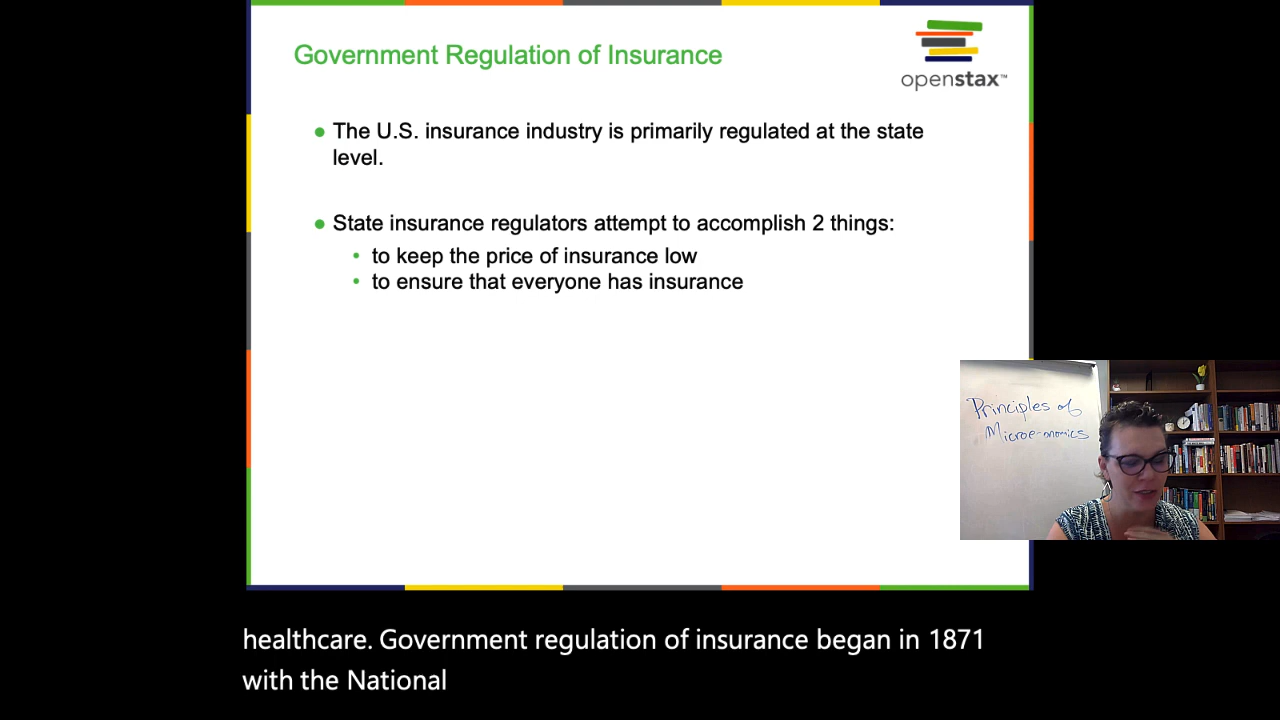 Government Regulation of Insurance
openstax™
• The U.S. insurance industry is primarily regulated at the state
level.
• State insurance regulators attempt to accomplish 2 things:
• to keep the price of insurance low
• to ensure that everyone has insurance
Principles of
Microe-onomics
healthcare. Government regulation of insurance began in 1871
with the National